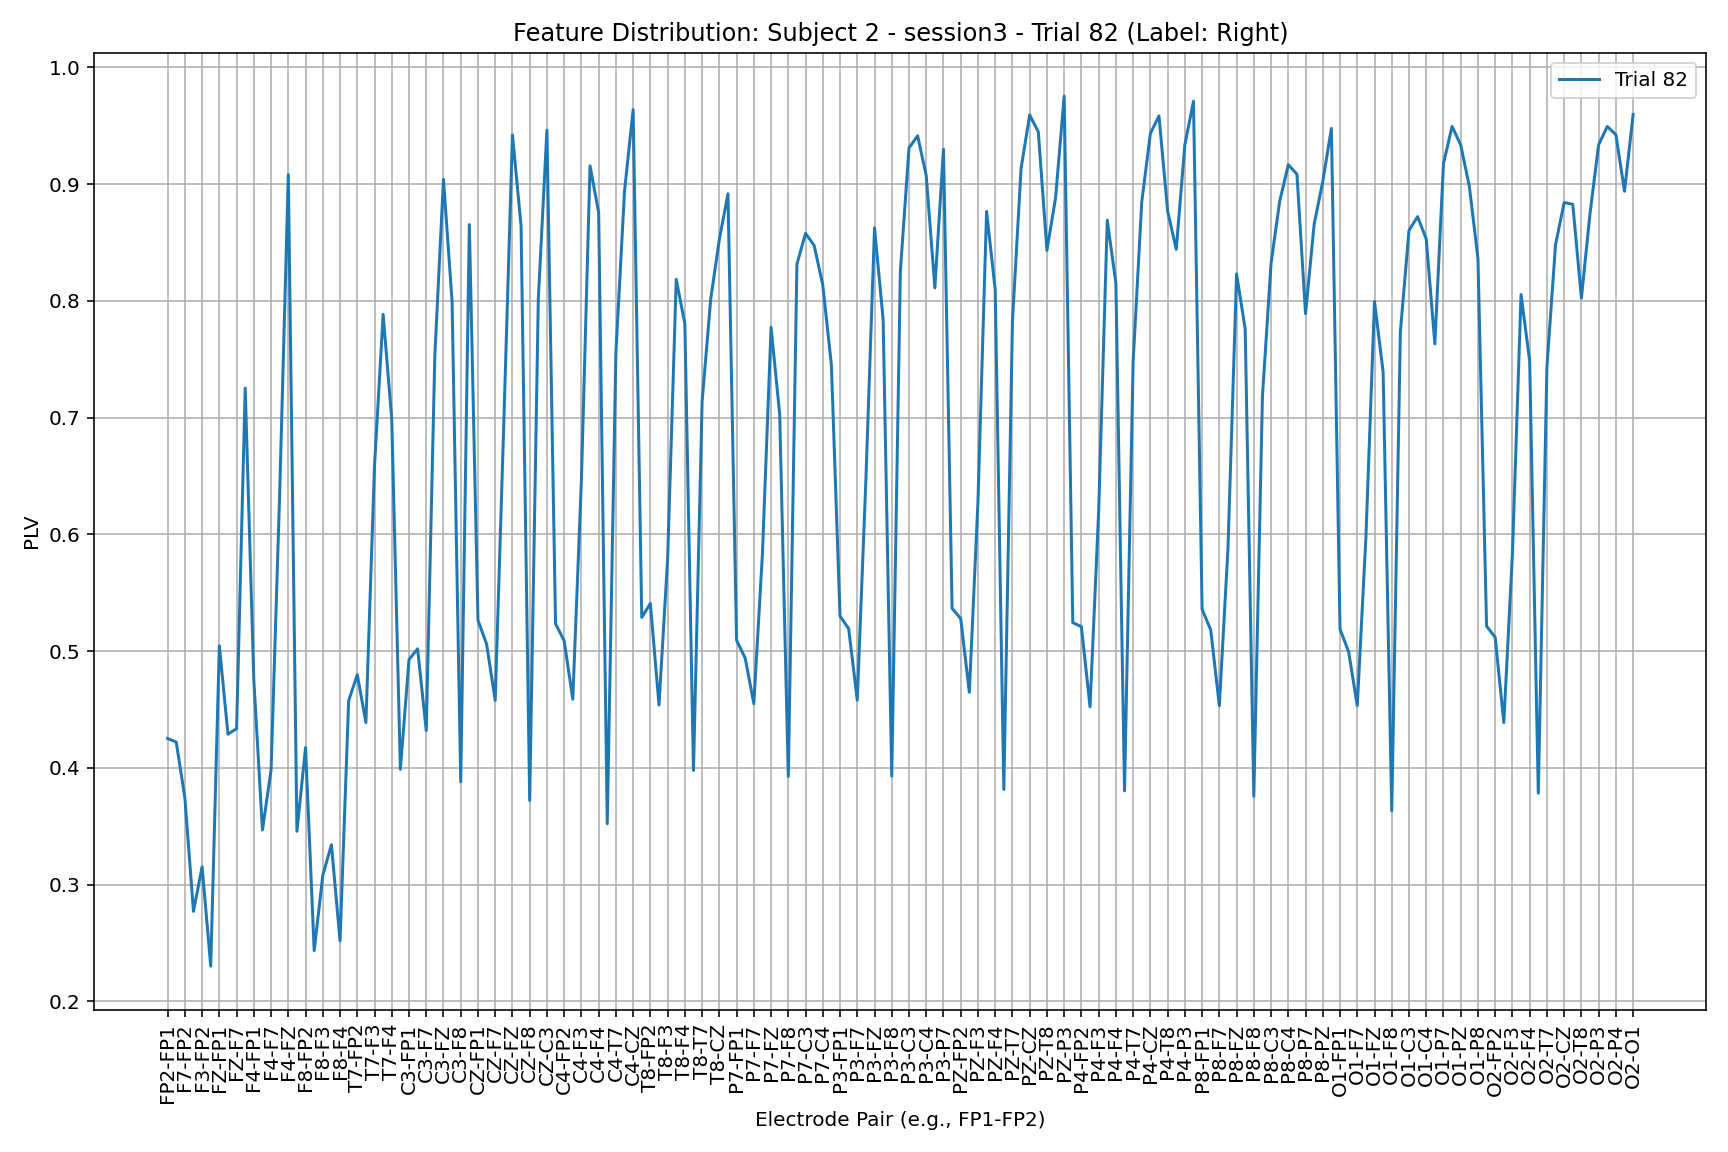 Feature Distribution: Subject 2 - session3 - Trial 82 (Label: Right)
Trial 82
PLV
1.0
0.9
0.8
0.7
0.6
0.5
0.4
0.3
0.2
FP2-FP1
F7-FP2
F3-FP2
FZ-FP1
FZ-F7
F4-FP1
F4-F7
F4-FZ
F8-FP2
F8-F3
F8-F4
T7-FP2
T7-F3
T7-F4
C3-FP1
C3-F7
C3-FZ
C3-F8
CZ-FP1
CZ-F7
CZ-FZ
CZ-F8
CZ-C3
C4-FP2
C4-F3
C4-F4
C4-T7
C4-CZ
T8-FP2
T8-F3
T8-F4
T8-T7
T8-CZ
P7-FP1
P7-F7
P7-FZ
P7-F8
P7-C3
P7-C4
P3-FP1
P3-F7
P3-FZ
P3-F8
P3-C3
P3-C4
P3-P7
PZ-FP2
PZ-F3
PZ-F4
PZ-T7
PZ-CZ
PZ-T8
PZ-P3
P4-FP2
P4-F3
P4-F4
P4-T7
P4-CZ
P4-T8
P4-P3
P8-FP1
P8-F7
P8-FZ
P8-F8
P8-C3
P8-C4
P8-P7
P8-PZ
O1-FP1
O1-F7
O1-FZ
O1-F8
O1-C3
O1-C4
O1-P7
O1-PZ
O1-P8
O2-FP2
O2-F3
O2-F4
O2-T7
O2-CZ
O2-T8
O2-P3
O2-P4
O2-O1
Electrode Pair (e.g., FP1-FP2)